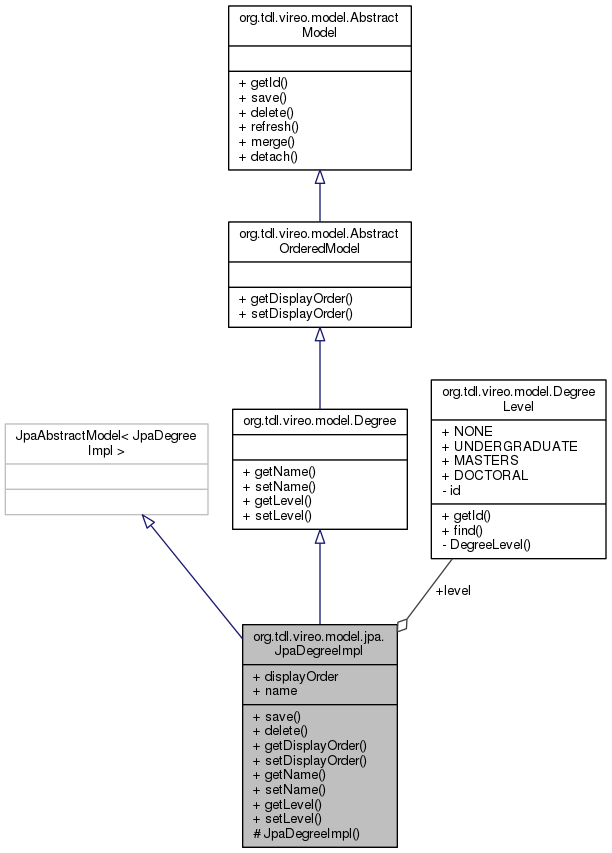 org.tdl.vireo.model.Abstract
Model
+ getId()
+ save()
+ delete()
+ refresh()
+ merge()
+ detach()
org.tdl.vireo.model.Abstract
OrderedModel
+ getDisplayOrder()
+ setDisplayOrder()
JpaAbstractModel< JpaDegree
Impl >
org.tdl.vireo.model.Degree
+ getName()
+ setName()
+ getLevel()
+ setLevel()
org.tdl.vireo.model.Degree
Level
+ NONE
+ UNDERGRADUATE
+ MASTERS
+ DOCTORAL
- id
+ getId()
+ find()
- DegreeLevel()
+level
org.tdl.vireo.model.jpa.
JpaDegreeImpl
+ displayOrder
+ name
+ save()
+ delete()
+ getDisplayOrder()
+ setDisplayOrder()
+ getName()
+ setName()
+ getLevel()
+ setLevel()
# JpaDegreeImpl()